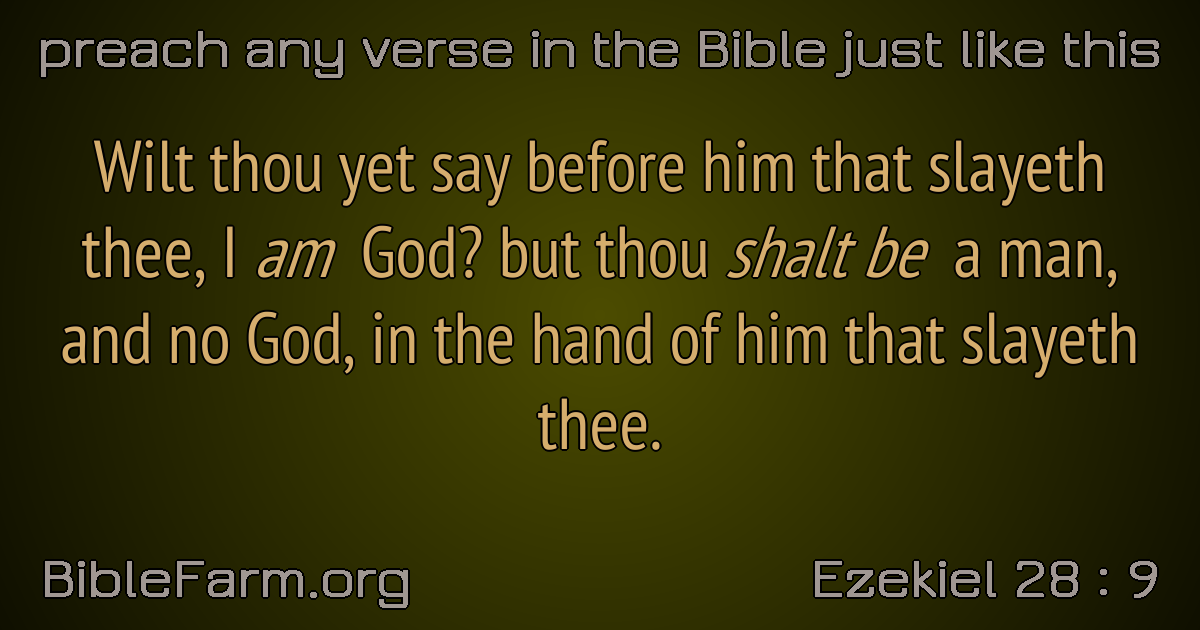 preach any verse in the Bible just like this
Wilt thou yet say before him that slayeth
thee, I am God? but thou shalt be a man,
and no God, in the hand of him that slayeth
thee.
BibleFarm.org
Ezekiel 28 : 9